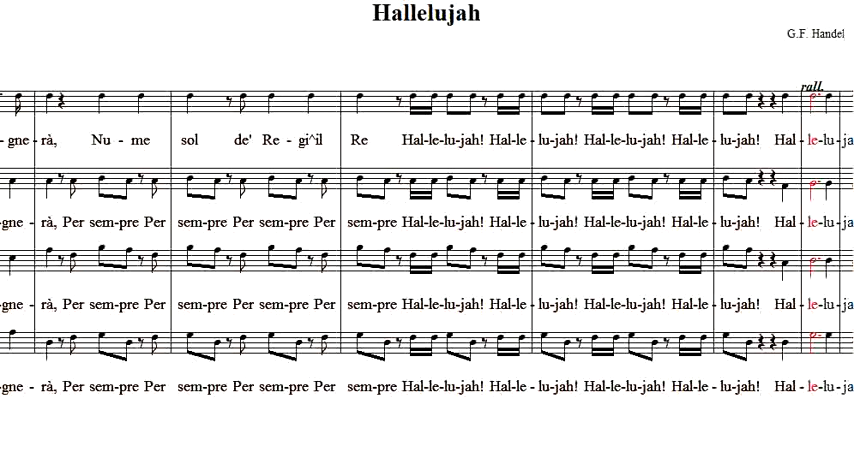 Hallelujah
G.F. Handel
rall.
-gne-rà, Nu-me sol de' Re-gi^il Re Hal-le-lu-jah! Hal-le-lu-jah! Hal-le-lu-jah! Hal-le-lu-jah! Hal-le-lu-ja
gne-rà, Per sem-pre Per sem-pre Per sem-pre Per sem-pre Hal-le-lu-jah! Hal-le-lu-jah! Hal-le-lu-jah! Hal-le-lu-jah! Hal-le-lu-ja
gne-rà, Per sem-pre Per sem-pre Per sem-pre Per sem-pre Hal-le-lu-jah! Hal-le-lu-jah! Hal-le-lu-jah! Hal-le-lu-jah! Hal-le-lu-ja
gne-rà, Per sem-pre Per sem-pre Per sem-pre Per sem-pre Hal-le-lu-jah! Hal-le-lu-jah! Hal-le-lu-jah! Hal-le-lu-jah! Hal-le-lu-ja